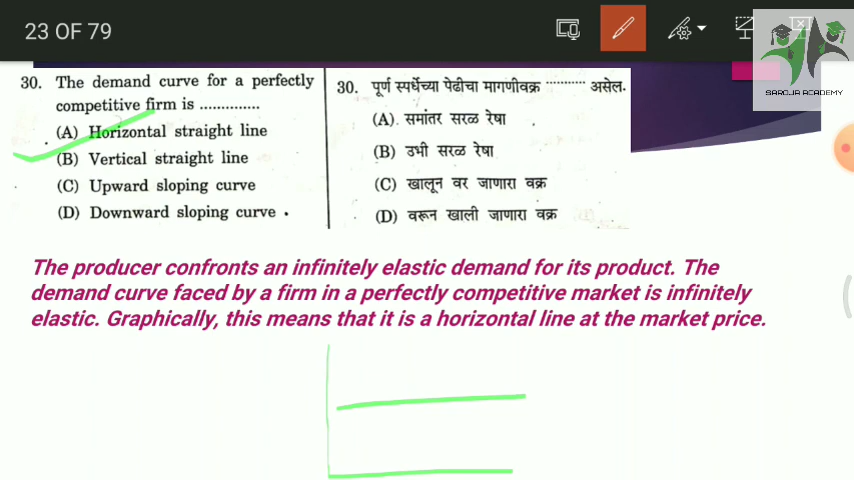 23 OF 79
SAROJA ACADEMY
30. The demand curve for a perfectly
competitive firm is ..............
(A) Horizontal straight line
(B) Vertical straight line
(C) Upward sloping curve
(D) Downward sloping curve .
30. पूर्ण स्पर्धेच्या पेढीचा मागणीवक्र .......... असेल.
(A). समांतर सरळ रेषा
(B) उभी सरळ रेषा
(C) खालून वर जाणारा वक्र
(D) वरून खाली जाणारा वक्र
The producer confronts an infinitely elastic demand for its product. The
demand curve faced by a firm in a perfectly competitive market is infinitely
elastic. Graphically, this means that it is a horizontal line at the market price.